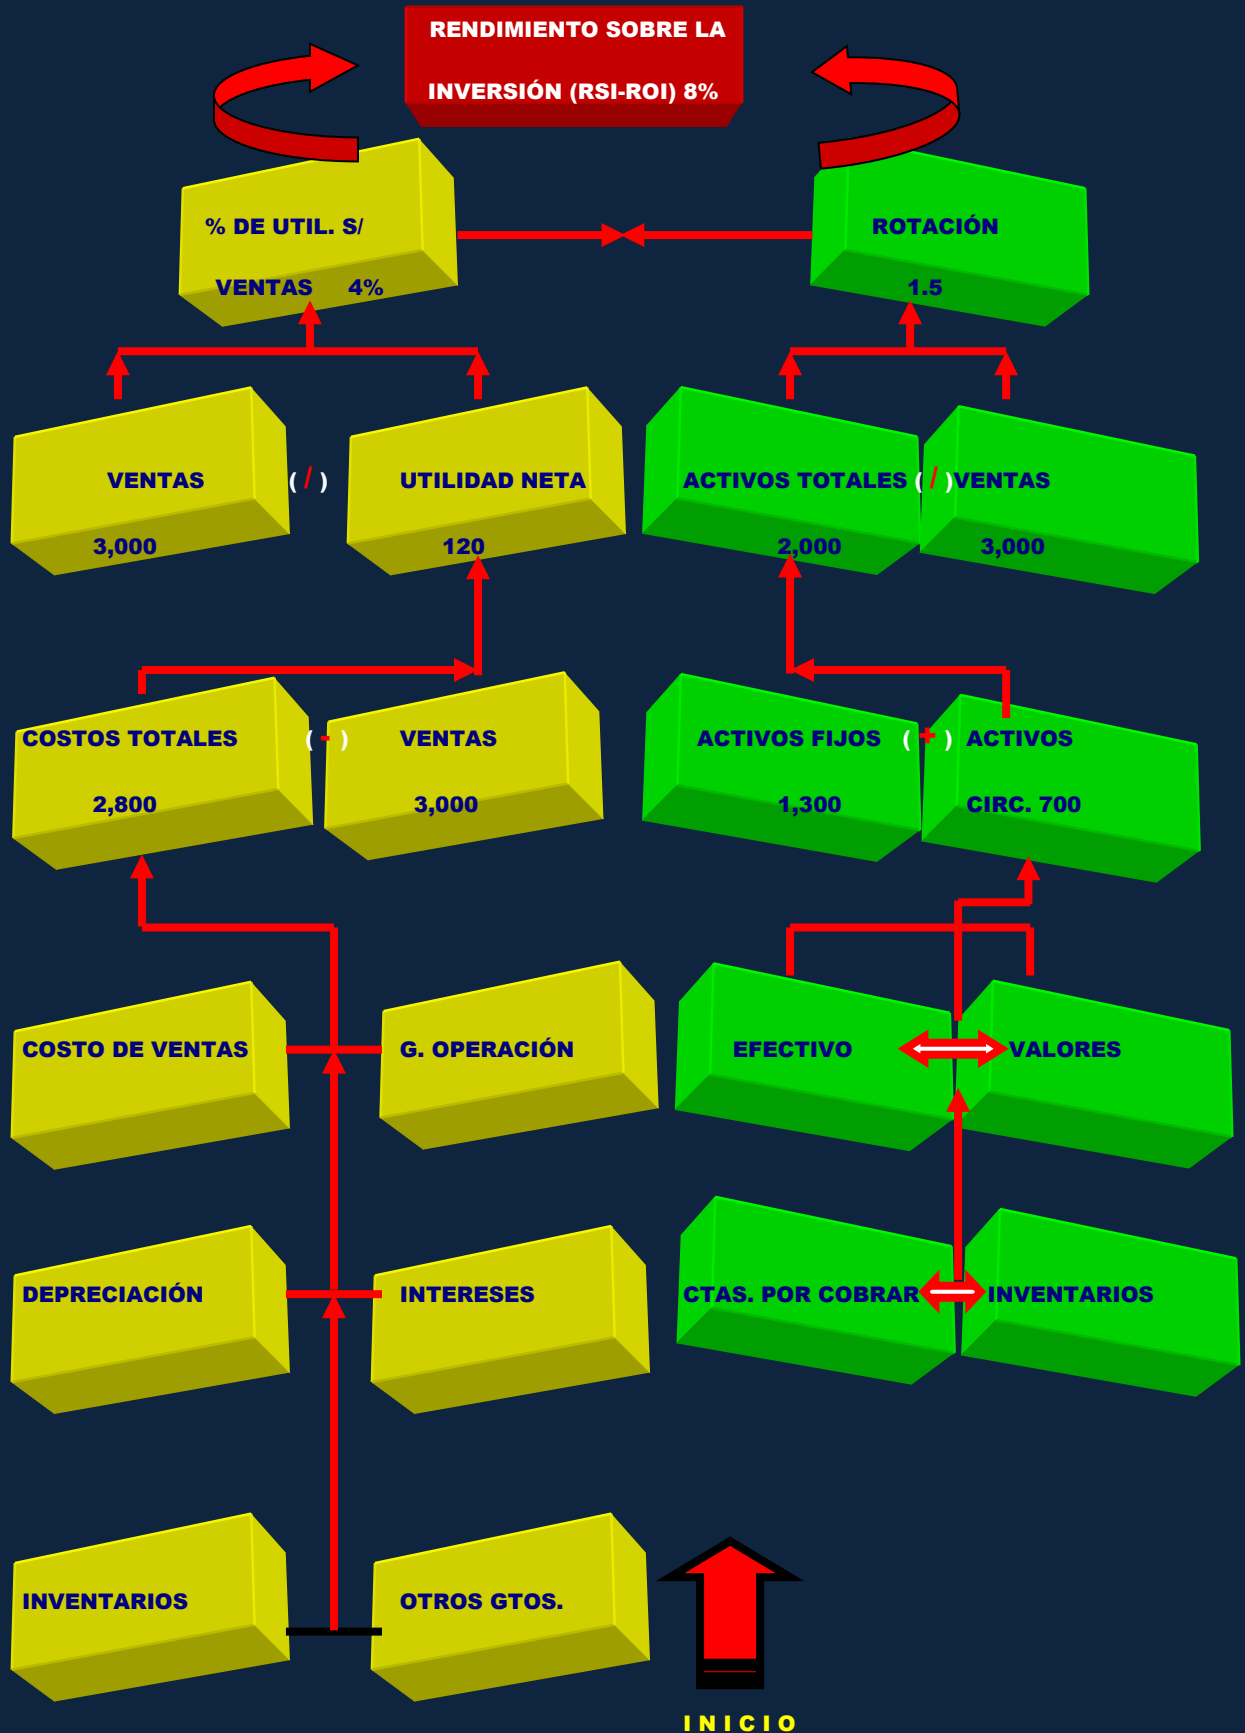 RENDIMIENTO SOBRE LA
INVERSIÓN (RSI-ROI) 8%
% DE UTIL. S/
VENTAS 4%
ROTACIÓN
1.5
VENTAS ( / ) UTILIDAD NETA
3,000 120
ACTIVOS TOTALES ( / ) VENTAS
2,000 3,000
COSTOS TOTALES ( - ) VENTAS
2,800 3,000
ACTIVOS FIJOS ( + ) ACTIVOS
1,300 CIRC. 700
COSTO DE VENTAS G. OPERACIÓN
EFECTIVO VALORES
DEPRECIACIÓN INTERESES
CTAS. POR COBRAR INVENTARIOS
INVENTARIOS OTROS GTOS.
INICIO